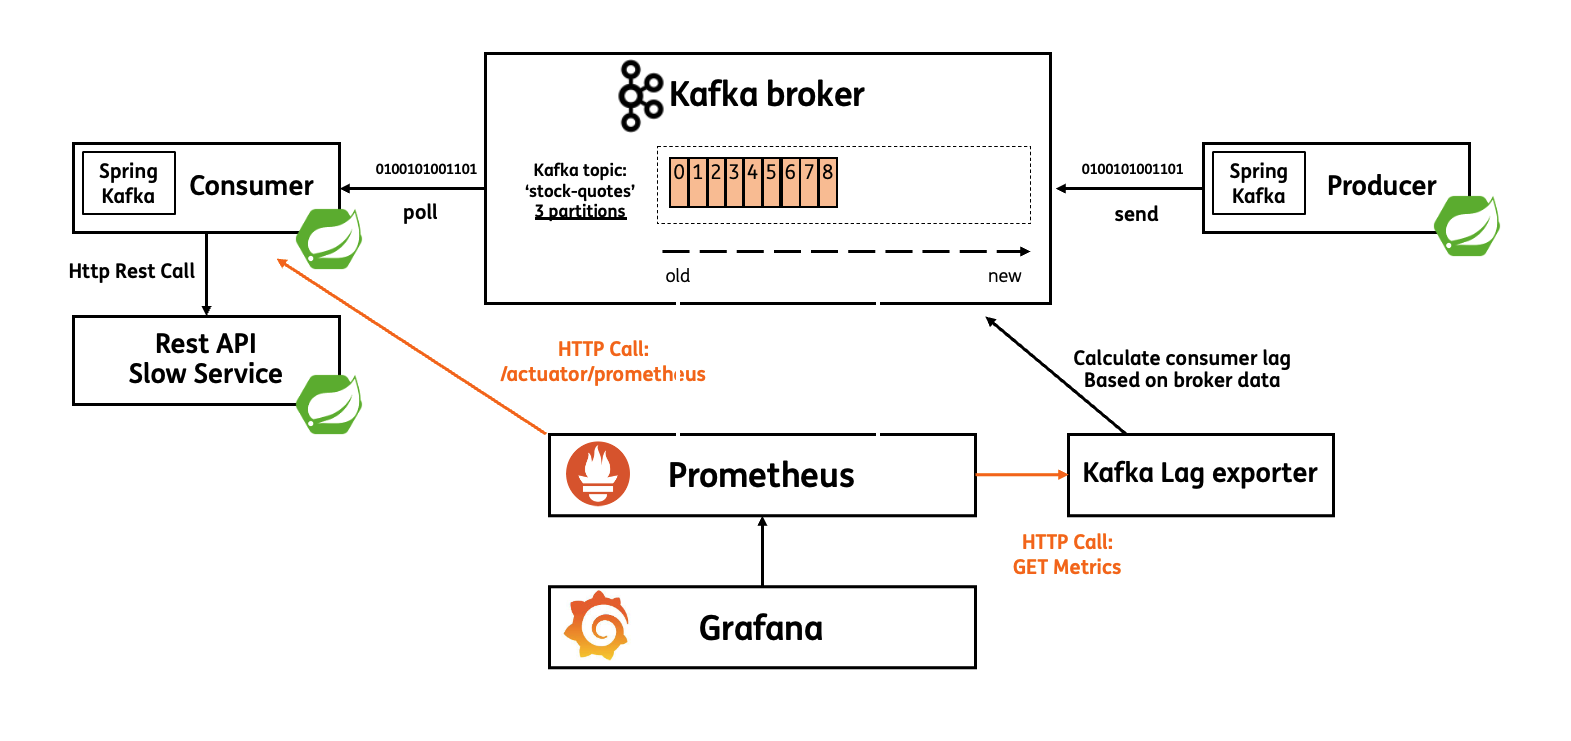 Kafka broker
Kafka topic:
‘stock-quotes’
3 partitions
0 1 2 3 4 5 6 7 8
old
new
Spring
Kafka
Consumer
0100101001101
poll
0100101001101
send
Spring
Kafka
Producer
Http Rest Call
Rest API
Slow Service
HTTP Call:
/actuator/prometheus
Calculate consumer lag
Based on broker data
Prometheus
Kafka Lag exporter
HTTP Call:
GET Metrics
Grafana